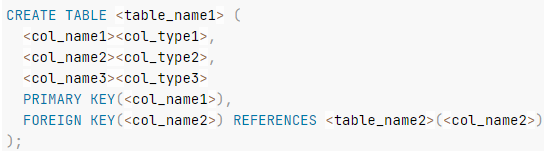 CREATE TABLE <table_name1> (
<col_name1><col_type1>,
<col_name2><col_type2>,
<col_name3><col_type3>
PRIMARY KEY(<col_name1>),
FOREIGN KEY(<col_name2>) REFERENCES <table_name2>(<col_name2>)
);